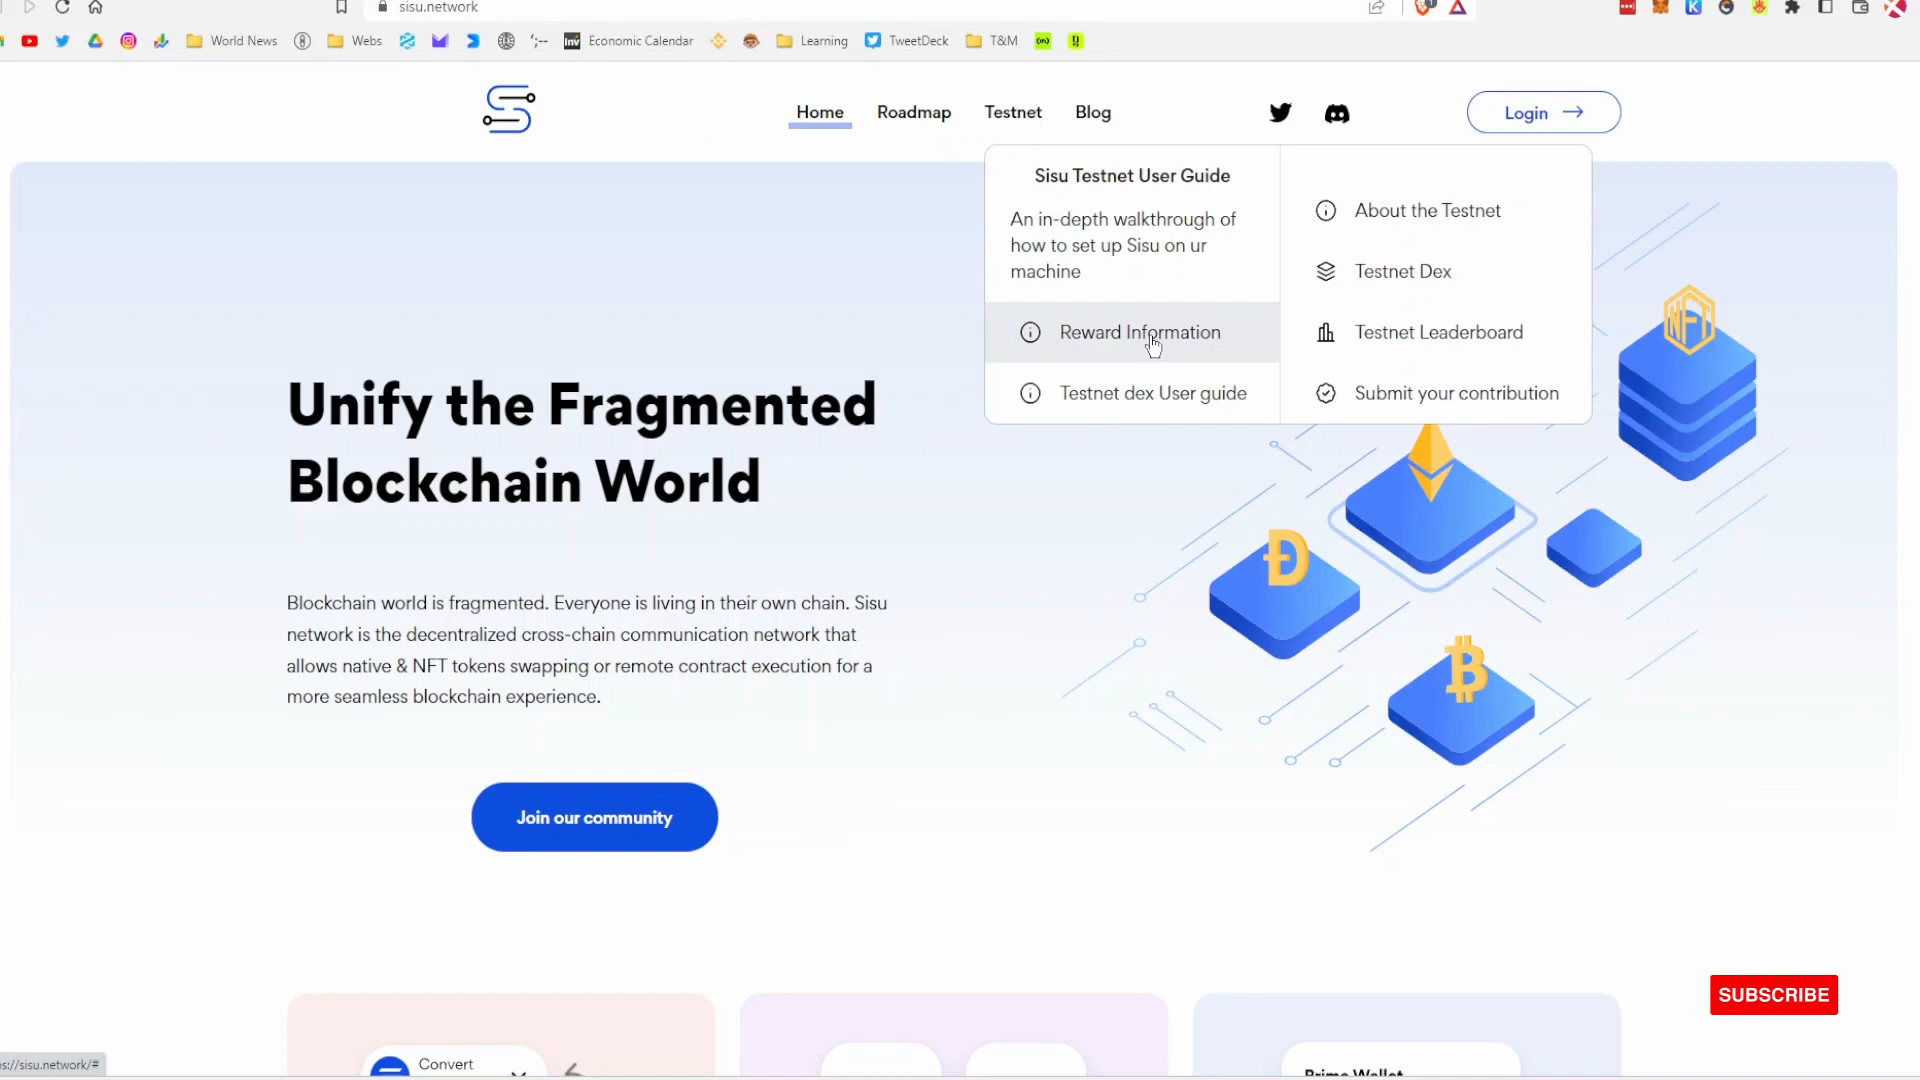 sisu.network
World News
Webs
Economic Calendar
Learning
TweetDeck
T&M
Home
Roadmap
Testnet
Blog
Login
Sisu Testnet User Guide
An in-depth walkthrough of
how to set up Sisu on ur
machine
Reward Information
Testnet dex User guide
About the Testnet
Testnet Dex
Testnet Leaderboard
Submit your contribution
NFT
Unify the Fragmented
Blockchain World
Blockchain world is fragmented. Everyone is living in their own chain. Sisu
network is the decentralized cross-chain communication network that
allows native & NFT tokens swapping or remote contract execution for a
more seamless blockchain experience.
Join our community
SUBSCRIBE
Convert
Prime Wallet
s://sisu.network/#